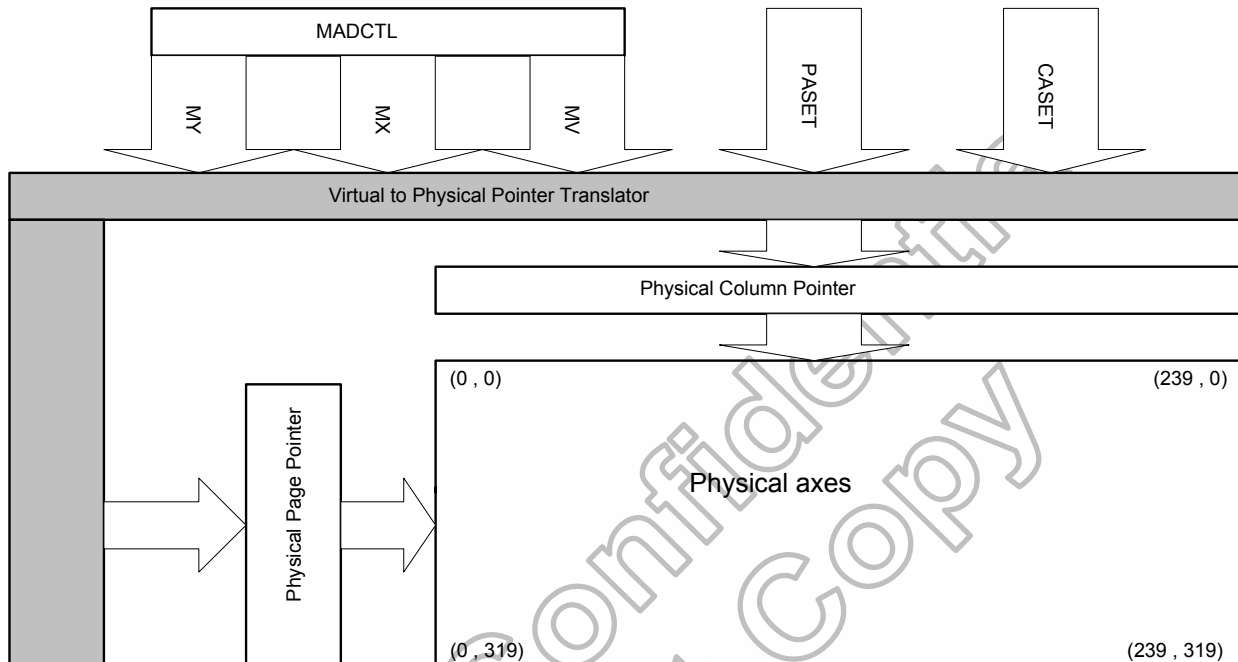 MADCTL
MY
MX
MV
PASET
CASET
Virtual to Physical Pointer Translator
Physical Column Pointer
(0 , 0)
(239 , 0)
Physical Page Pointer
Physical axes
(0 , 319)
(239 , 319)
Copy